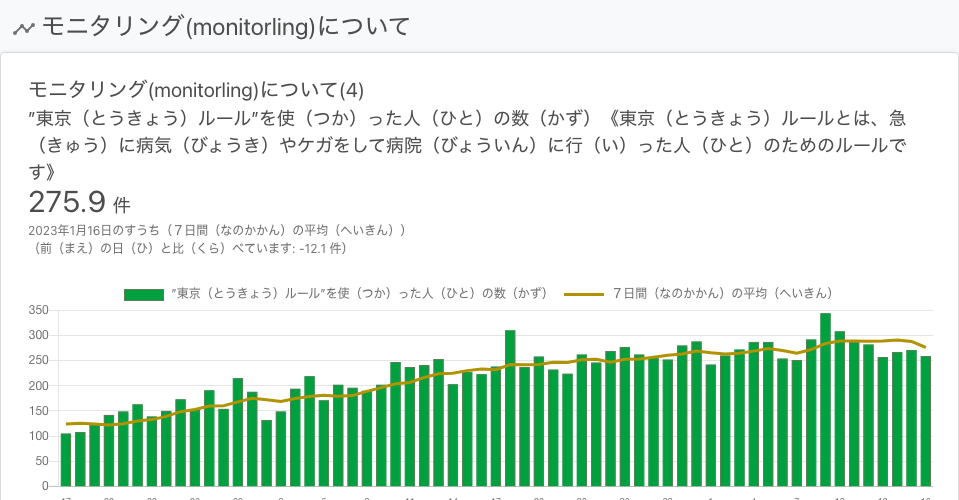 モニタリング(monitorling)について
モニタリング(monitorling)について(4)
”東京（とうきょう）ルール”を使（つか）った人（ひと）の数（かず）《東京（とうきょう）ルールとは、急
（きゅう）に病気（びょうき）やケガをして病院（びょういん）に行（い）った人（ひと）のためのルールで
す》
275.9 件
2023年1月16日のすうち（７日間（なのかかん）の平均（へいきん））
（前（まえ）の日（ひ）と比（くら）べています: -12.1 件）
”東京（とうきょう）ルール”を使（つか）った人（ひと）の数（かず） ７日間（なのかかん）の平均（へいきん）
350
300
250
200
150
100
50
0